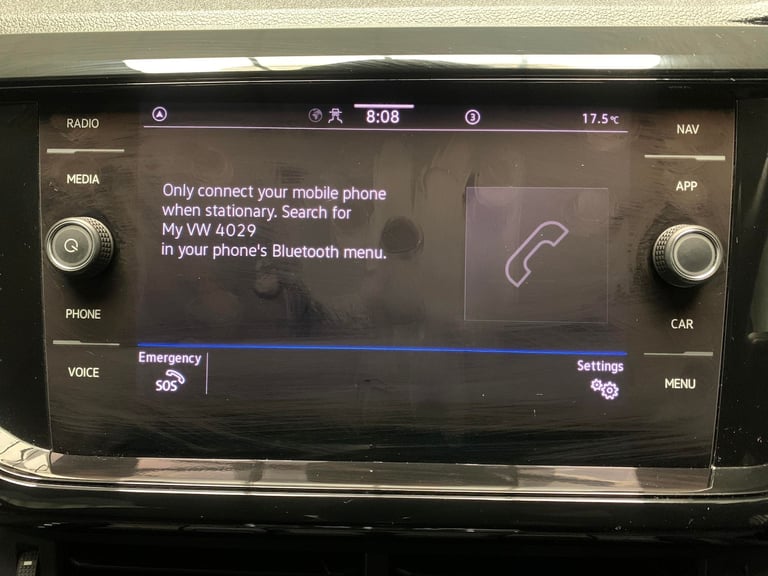 RADIO
MEDIA
PHONE
VOICE
8:08
3
17.5°C
Only connect your mobile phone
when stationary. Search for
My VW 4029
in your phone's Bluetooth menu.
Emergency
SOS
Settings
NAV
APP
CAR
MENU